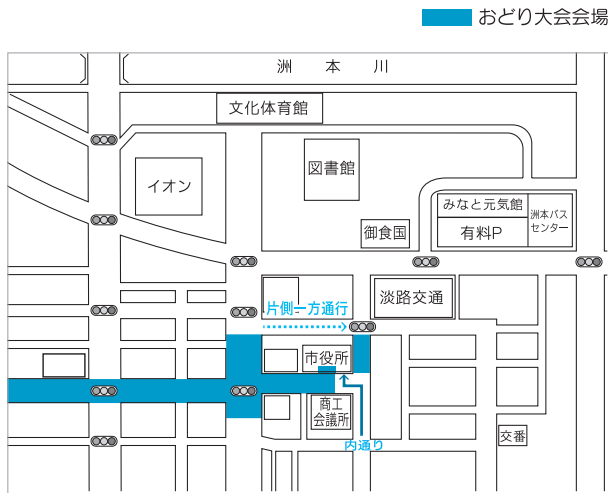 おどり大会会場
洲本川
文化体育館
図書館
イオン
みなと元気館
洲本バス
センター
御食国
有料P
淡路交通
片側一方通行
市役所
商工
会議所
内通り
交番